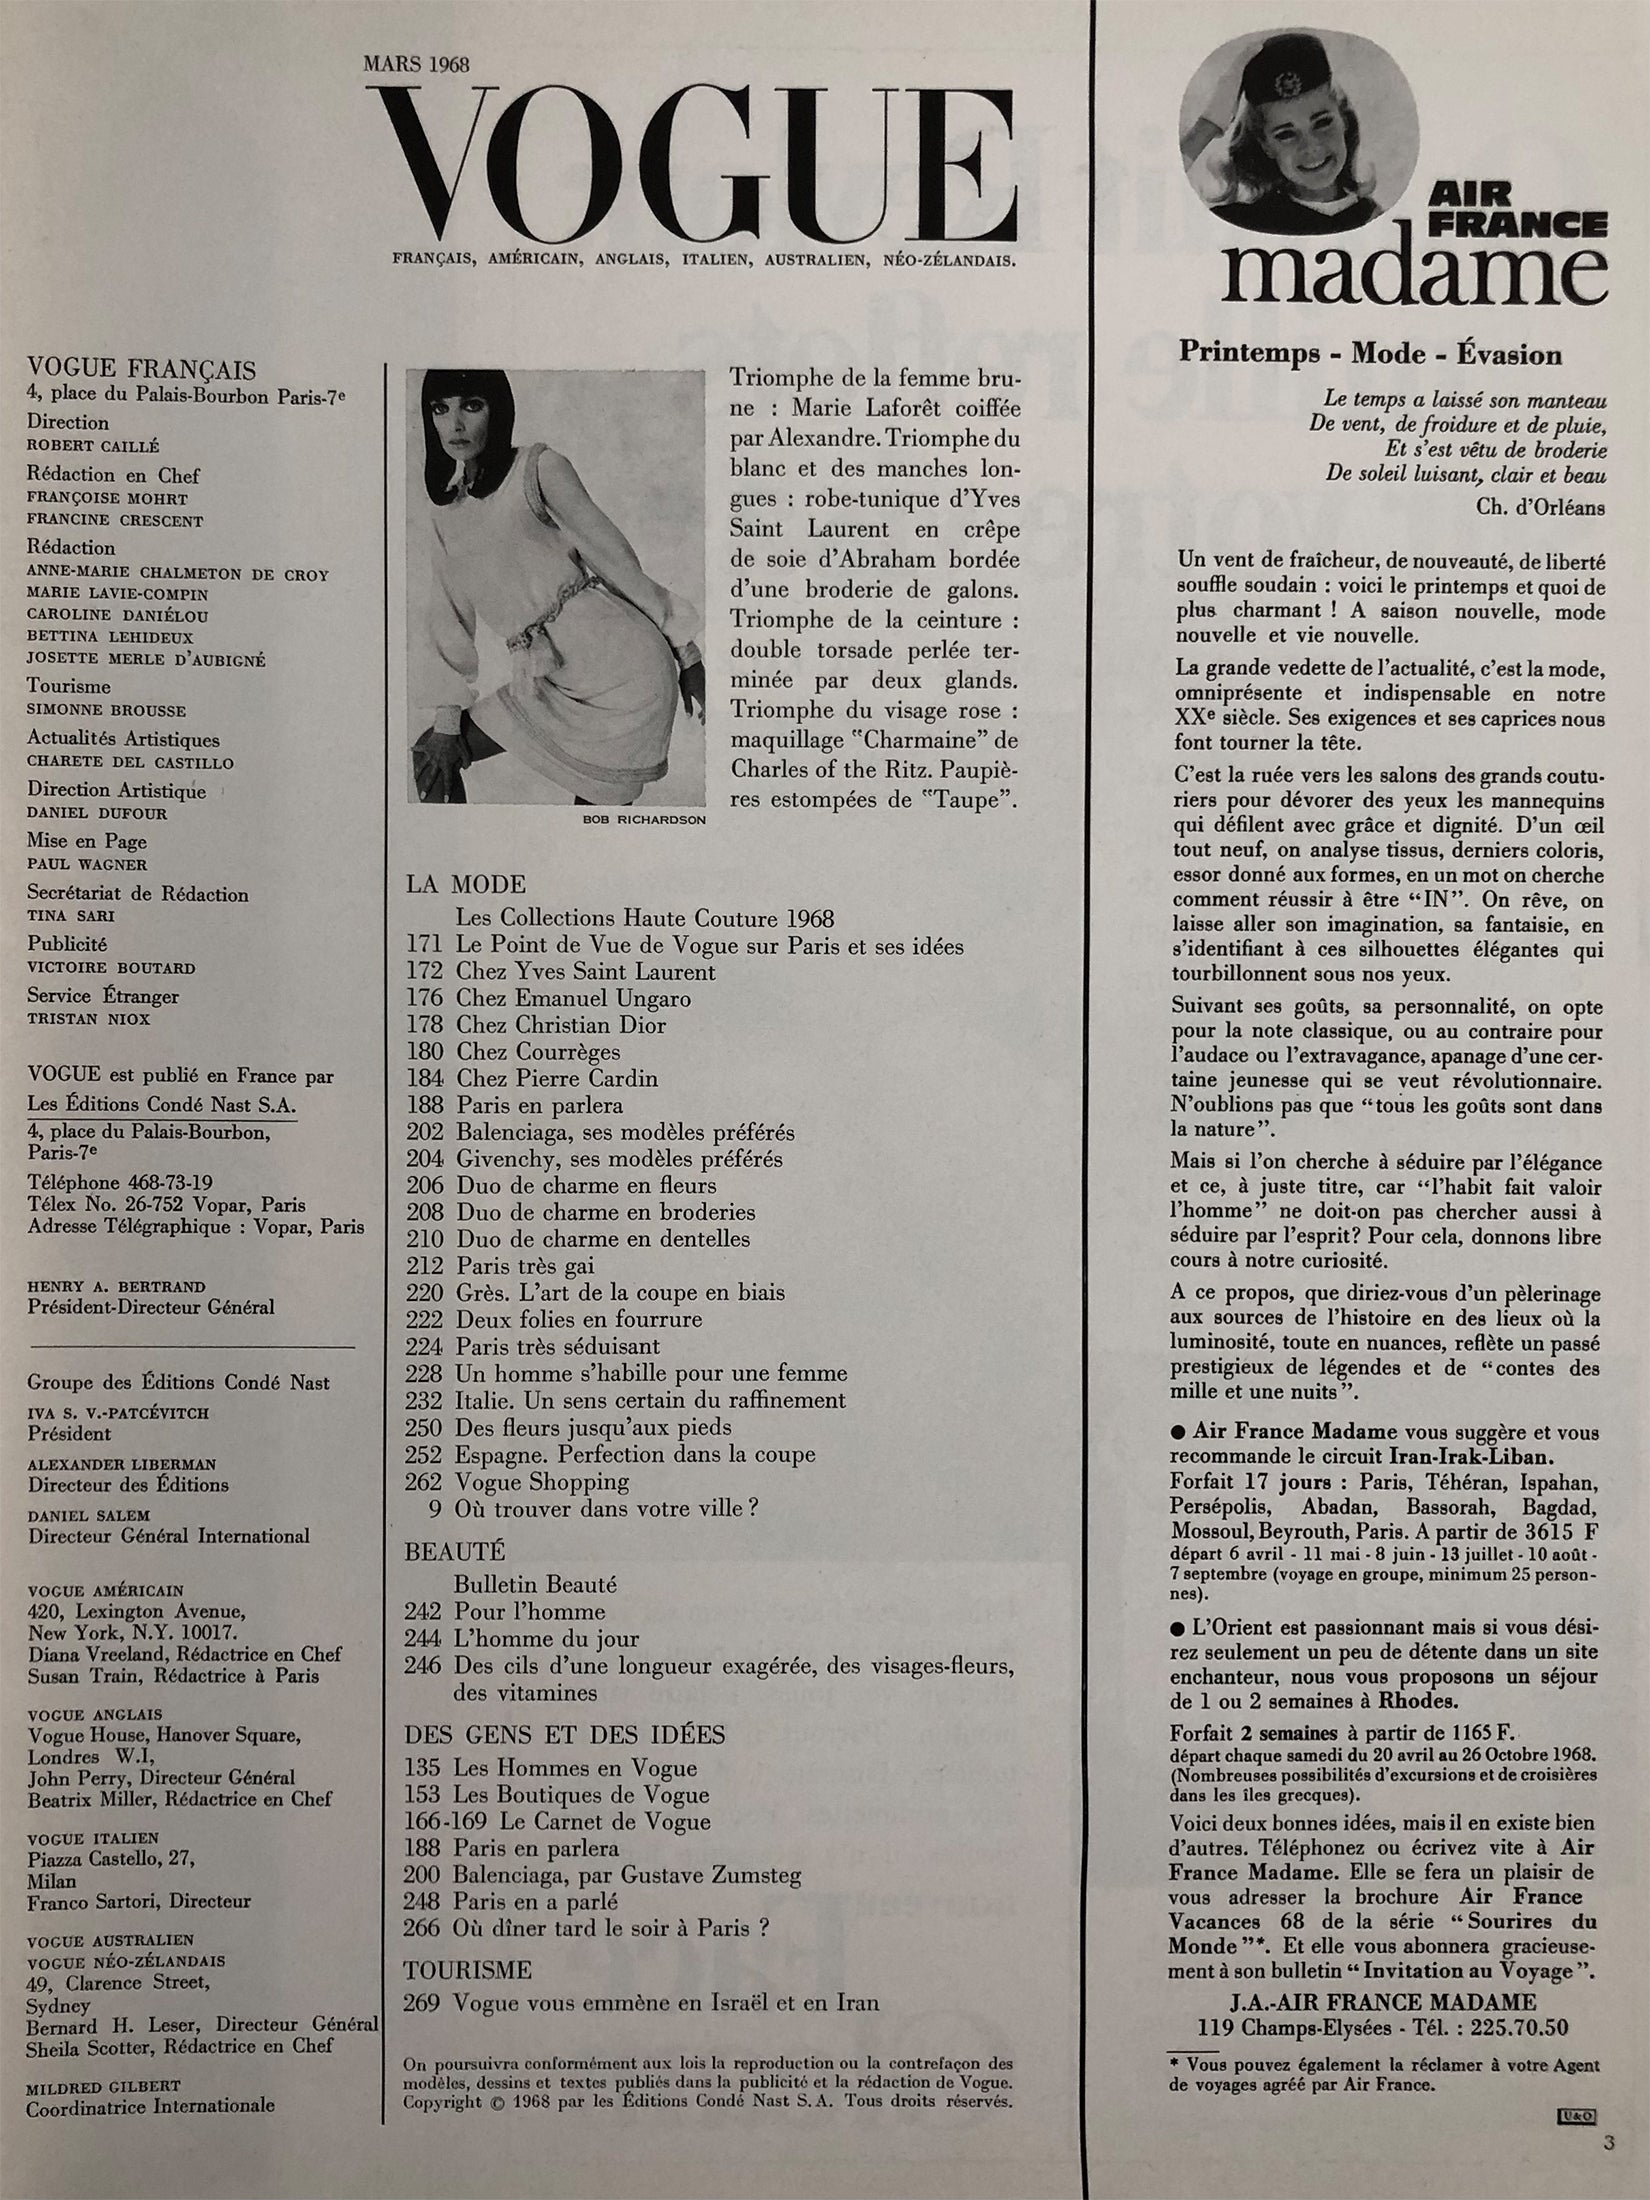 MARS 1968
VOGUE
FRANÇAIS, AMÉRICAIN, ANGLAIS, ITALIEN, AUSTRALIEN, NÉO-ZÉLANDAIS.
VOGUE FRANÇAIS
4, place du Palais-Bourbon Paris-7e
Direction
ROBERT CAILLÉ
Rédaction en Chef
FRANÇOISE MOHRT
FRANCINE CRESCENT
Rédaction
ANNE-MARIE CHALMETON DE CROY
MARIE LAVIE-COMPIN
CAROLINE DANIÉLOU
BETTINA LEHIDEUX
JOSETTE MERLE D'AUBIGNÉ
Tourisme
SIMONNE BROUSSE
Actualités Artistiques
CHARETE DEL CASTILLO
Direction Artistique
DANIEL DUFOUR
Mise en Page
PAUL WAGNER
Secrétariat de Rédaction
TINA SARI
Publicité
VICTOIRE BOUTARD
Service Étranger
TRISTAN NIOX
VOGUE est publié en France par
Les Éditions Condé Nast S.A.
4, place du Palais-Bourbon,
Paris-7e
Téléphone 468-73-19
Télex No. 26-752 Vopar, Paris
Adresse Télégraphique : Vopar, Paris
HENRY A. BERTRAND
Président-Directeur Général
Groupe des Éditions Condé Nast
IVA S. V.-PATCÉVITCH
Président
ALEXANDER LIBERMAN
Directeur des Éditions
DANIEL SALEM
Directeur Général International
VOGUE AMÉRICAIN
420, Lexington Avenue,
New York, N.Y. 10017.
Diana Vreeland, Rédactrice en Chef
Susan Train, Rédactrice à Paris
VOGUE ANGLAIS
Vogue House, Hanover Square,
Londres W.I,
John Perry, Directeur Général
Beatrix Miller, Rédactrice en Chef
VOGUE ITALIEN
Piazza Castello, 27,
Milan
Franco Sartori, Directeur
VOGUE AUSTRALIEN
VOGUE NÉO-ZÉLANDAIS
49, Clarence Street,
Sydney
Bernard H. Leser, Directeur Général
Sheila Scotter, Rédactrice en Chef
MILDRED GILBERT
Coordinatrice Internationale
Triomphe de la femme bru-
ne : Marie Laforêt coiffée
par Alexandre. Triomphe du
blanc et des manches lon-
gues : robe-tunique d'Yves
Saint Laurent en crêpe
de soie d'Abraham bordée
d'une broderie de galons.
Triomphe de la ceinture :
double torsade perlée ter-
minée par deux glands.
Triomphe du visage rose :
maquillage "Charmaine" de
Charles of the Ritz. Paupiè-
res estompées de "Taupe".
BOB RICHARDSON
LA MODE
Les Collections Haute Couture 1968
171 Le Point de Vue de Vogue sur Paris et ses idées
172 Chez Yves Saint Laurent
176 Chez Emanuel Ungaro
178 Chez Christian Dior
180 Chez Courrèges
184 Chez Pierre Cardin
188 Paris en parlera
202 Balenciaga, ses modèles préférés
204 Givenchy, ses modèles préférés
206 Duo de charme en fleurs
208 Duo de charme en broderies
210 Duo de charme en dentelles
212 Paris très gai
220 Grès. L'art de la coupe en biais
222 Deux folies en fourrure
224 Paris très séduisant
228 Un homme s'habille pour une femme
232 Italie. Un sens certain du raffinement
250 Des fleurs jusqu'aux pieds
252 Espagne. Perfection dans la coupe
262 Vogue Shopping
9 Où trouver dans votre ville ?
BEAUTÉ
Bulletin Beauté
242 Pour l'homme
244 L'homme du jour
246 Des cils d'une longueur exagérée, des visages-fleurs,
des vitamines
DES GENS ET DES IDÉES
135 Les Hommes en Vogue
153 Les Boutiques de Vogue
166-169 Le Carnet de Vogue
188 Paris en parlera
200 Balenciaga, par Gustave Zumsteg
248 Paris en a parlé
266 Où dîner tard le soir à Paris ?
TOURISME
269 Vogue vous emmène en Israël et en Iran
On poursuivra conformément aux lois la reproduction ou la contrefaçon des
modèles, dessins et textes publiés dans la publicité et la rédaction de Vogue.
Copyright © 1968 par les Éditions Condé Nast S.A. Tous droits réservés.
AIR
FRANCE
madame
Printemps - Mode - Évasion
Le temps a laissé son manteau
De vent, de froidure et de pluie,
Et s'est vêtu de broderie
De soleil luisant, clair et beau
Ch. d'Orléans
Un vent de fraîcheur, de nouveauté, de liberté
souffle soudain : voici le printemps et quoi de
plus charmant ! A saison nouvelle, mode
nouvelle et vie nouvelle.
La grande vedette de l'actualité, c'est la mode,
omniprésente et indispensable en notre
XXe siècle. Ses exigences et ses caprices nous
font tourner la tête.
C'est la ruée vers les salons des grands coutu-
riers pour dévorer des yeux les mannequins
qui défilent avec grâce et dignité. D'un œil
tout neuf, on analyse tissus, derniers coloris,
essor donné aux formes, en un mot on cherche
comment réussir à être "IN". On rêve, on
laisse aller son imagination, sa fantaisie, en
s'identifiant à ces silhouettes élégantes qui
tourbillonnent sous nos yeux.
Suivant ses goûts, sa personnalité, on opte
pour la note classique, ou au contraire pour
l'audace ou l'extravagance, apanage d'une cer-
taine jeunesse qui se veut révolutionnaire.
N'oublions pas que "tous les goûts sont dans
la nature".
Mais si l'on cherche à séduire par l'élégance
et ce, à juste titre, car "l'habit fait valoir
l'homme" ne doit-on pas chercher aussi à
séduire par l'esprit? Pour cela, donnons libre
cours à notre curiosité.
A ce propos, que diriez-vous d'un pèlerinage
aux sources de l'histoire en des lieux où la
luminosité, toute en nuances, reflète un passé
prestigieux de légendes et de "contes des
mille et une nuits".
● Air France Madame vous suggère et vous
recommande le circuit Iran-Irak-Liban.
Forfait 17 jours : Paris, Téhéran, Ispahan,
Persépolis, Abadan, Bassorah, Bagdad,
Mossoul, Beyrouth, Paris. A partir de 3615 F
départ 6 avril - 11 mai - 8 juin - 13 juillet - 10 août -
7 septembre (voyage en groupe, minimum 25 person-
nes).
● L'Orient est passionnant mais si vous dési-
rez seulement un peu de détente dans un site
enchanteur, nous vous proposons un séjour
de 1 ou 2 semaines à Rhodes.
Forfait 2 semaines à partir de 1165 F.
départ chaque samedi du 20 avril au 26 Octobre 1968.
(Nombreuses possibilités d'excursions et de croisières
dans les îles grecques).
Voici deux bonnes idées, mais il en existe bien
d'autres. Téléphonez ou écrivez vite à Air
France Madame. Elle se fera un plaisir de
vous adresser la brochure Air France
Vacances 68 de la série "Sourires du
Monde"*. Et elle vous abonnera gracieuse-
ment à son bulletin "Invitation au Voyage".
J.A.-AIR FRANCE MADAME
119 Champs-Elysées - Tél. : 225.70.50
* Vous pouvez également la réclamer à votre Agent
de voyages agréé par Air France.
U&O
3